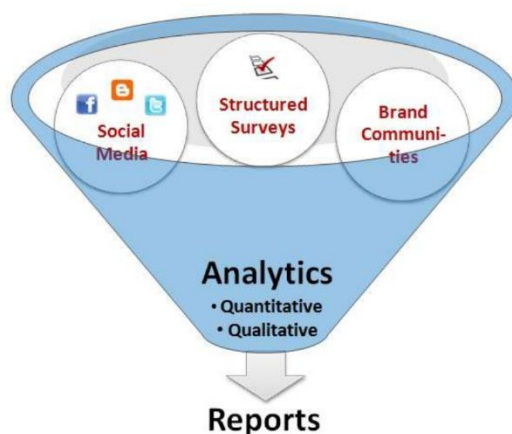 Social
Media
Structured
Surveys
Brand
Communi-
ties
Analytics
• Quantitative
• Qualitative
Reports